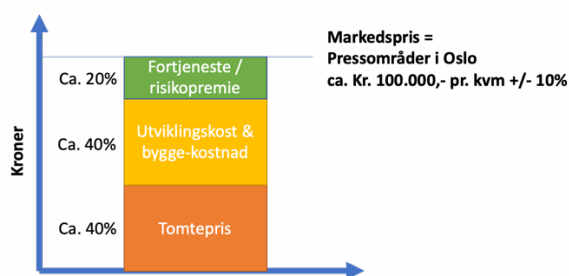 Kroner
Ca. 20%
Ca. 40%
Ca. 40%
Fortjeneste /
risikopremie
Utviklingskost &
bygge-kostnad
Tomtepris
Markedspris =
Pressområder i Oslo
ca. Kr. 100.000,- pr. kvm +/- 10%